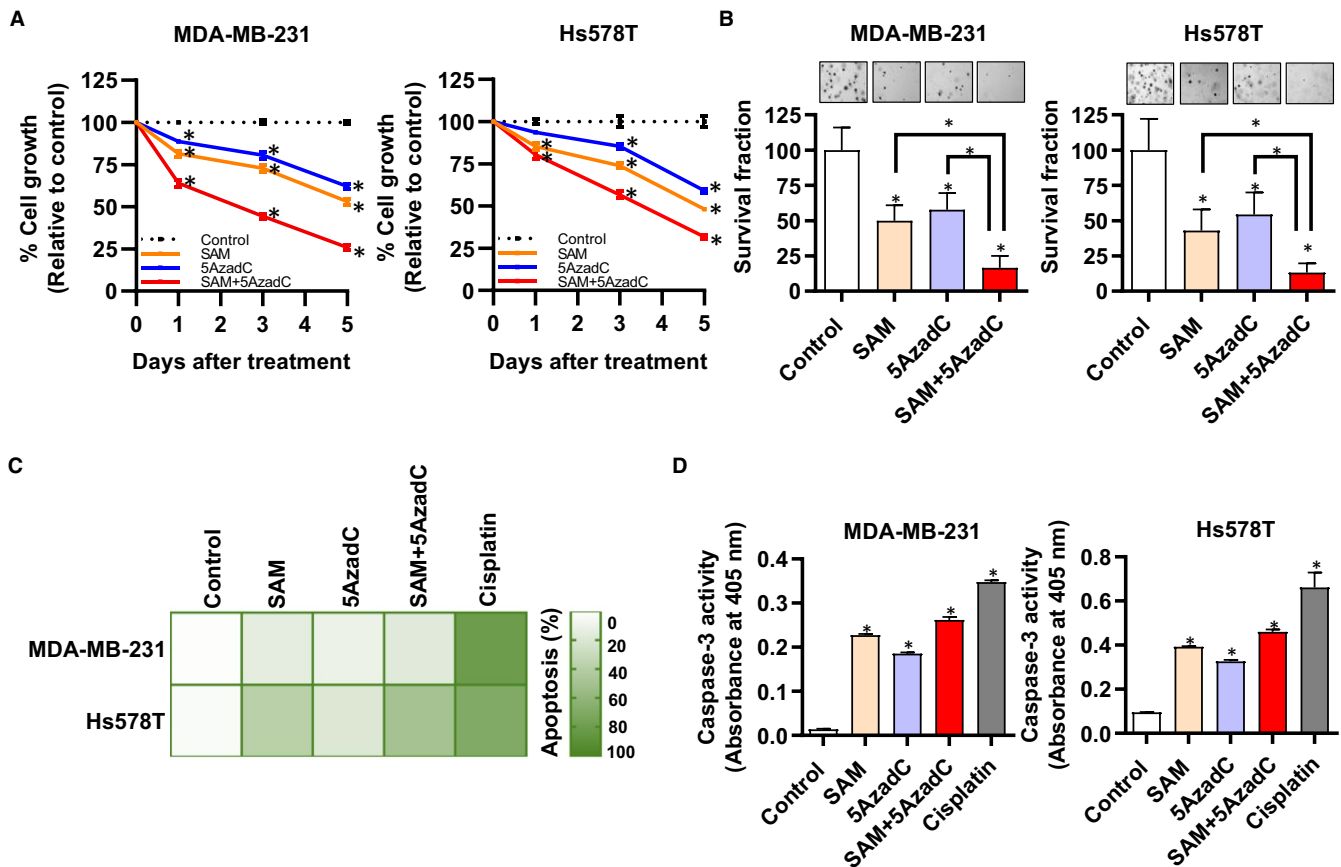 A
MDA-MB-231
% Cell growth
(Relative to control)
125
100
75
50
25
0
Control
SAM
5AzadC
SAM+5AzadC
0 1 2 3 4 5
Days after treatment
Hs578T
% Cell growth
(Relative to control)
125
100
75
50
25
0
Control
SAM
5AzadC
SAM+5AzadC
0 1 2 3 4 5
Days after treatment
* * * * * * * * *
* * * * * * * *
B
MDA-MB-231
Survival fraction
125
100
75
50
25
0
* * * * *
Control
SAM
5AzadC
SAM+5AzadC
Hs578T
Survival fraction
125
100
75
50
25
0
* * * * *
Control
SAM
5AzadC
SAM+5AzadC
C
Control
SAM
5AzadC
SAM+5AzadC
Cisplatin
MDA-MB-231
Hs578T
Apoptosis (%)
0
20
40
60
80
100
D
MDA-MB-231
Caspase-3 activity
(Absorbance at 405 nm)
0.4
0.3
0.2
0.1
0.0
* * * *
Control
SAM
5AzadC
SAM+5AzadC
Cisplatin
Hs578T
Caspase-3 activity
(Absorbance at 405 nm)
0.8
0.6
0.4
0.2
0.0
* * * *
Control
SAM
5AzadC
SAM+5AzadC
Cisplatin